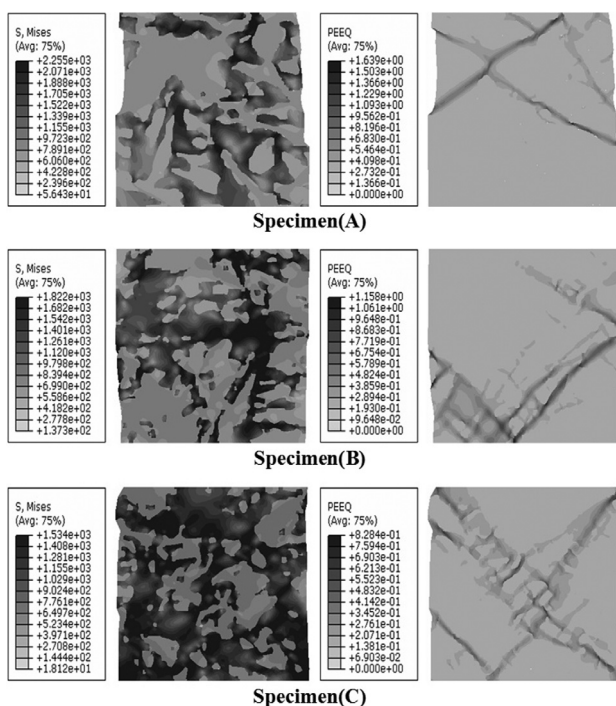 S, Mises
(Avg: 75%)
+2.255e+03
+2.071e+03
+1.888e+03
+1.705e+03
+1.522e+03
+1.339e+03
+1.155e+03
+9.723e+02
+7.891e+02
+6.060e+02
+4.228e+02
+2.396e+02
+5.643e+01
PEEQ
(Avg: 75%)
+1.639e+00
+1.503e+00
+1.366e+00
+1.229e+00
+1.093e+00
+9.562e-01
+8.196e-01
+6.830e-01
+5.464e-01
+4.098e-01
+2.732e-01
+1.366e-01
+0.000e+00
Specimen(A)
S, Mises
(Avg: 75%)
+1.822e+03
+1.682e+03
+1.542e+03
+1.401e+03
+1.261e+03
+1.120e+03
+9.798e+02
+8.394e+02
+6.990e+02
+5.586e+02
+4.182e+02
+2.778e+02
+1.373e+02
PEEQ
(Avg: 75%)
+1.158e+00
+1.061e+00
+9.648e-01
+8.683e-01
+7.719e-01
+6.754e-01
+5.789e-01
+4.824e-01
+3.859e-01
+2.894e-01
+1.930e-01
+9.648e-02
+0.000e+00
Specimen(B)
S, Mises
(Avg: 75%)
+1.534e+03
+1.408e+03
+1.281e+03
+1.155e+03
+1.029e+03
+9.024e+02
+7.761e+02
+6.497e+02
+5.234e+02
+3.971e+02
+2.708e+02
+1.444e+02
+1.812e+01
PEEQ
(Avg: 75%)
+8.284e-01
+7.594e-01
+6.903e-01
+6.213e-01
+5.523e-01
+4.832e-01
+4.142e-01
+3.452e-01
+2.761e-01
+2.071e-01
+1.381e-01
+6.903e-02
+0.000e+00
Specimen(C)